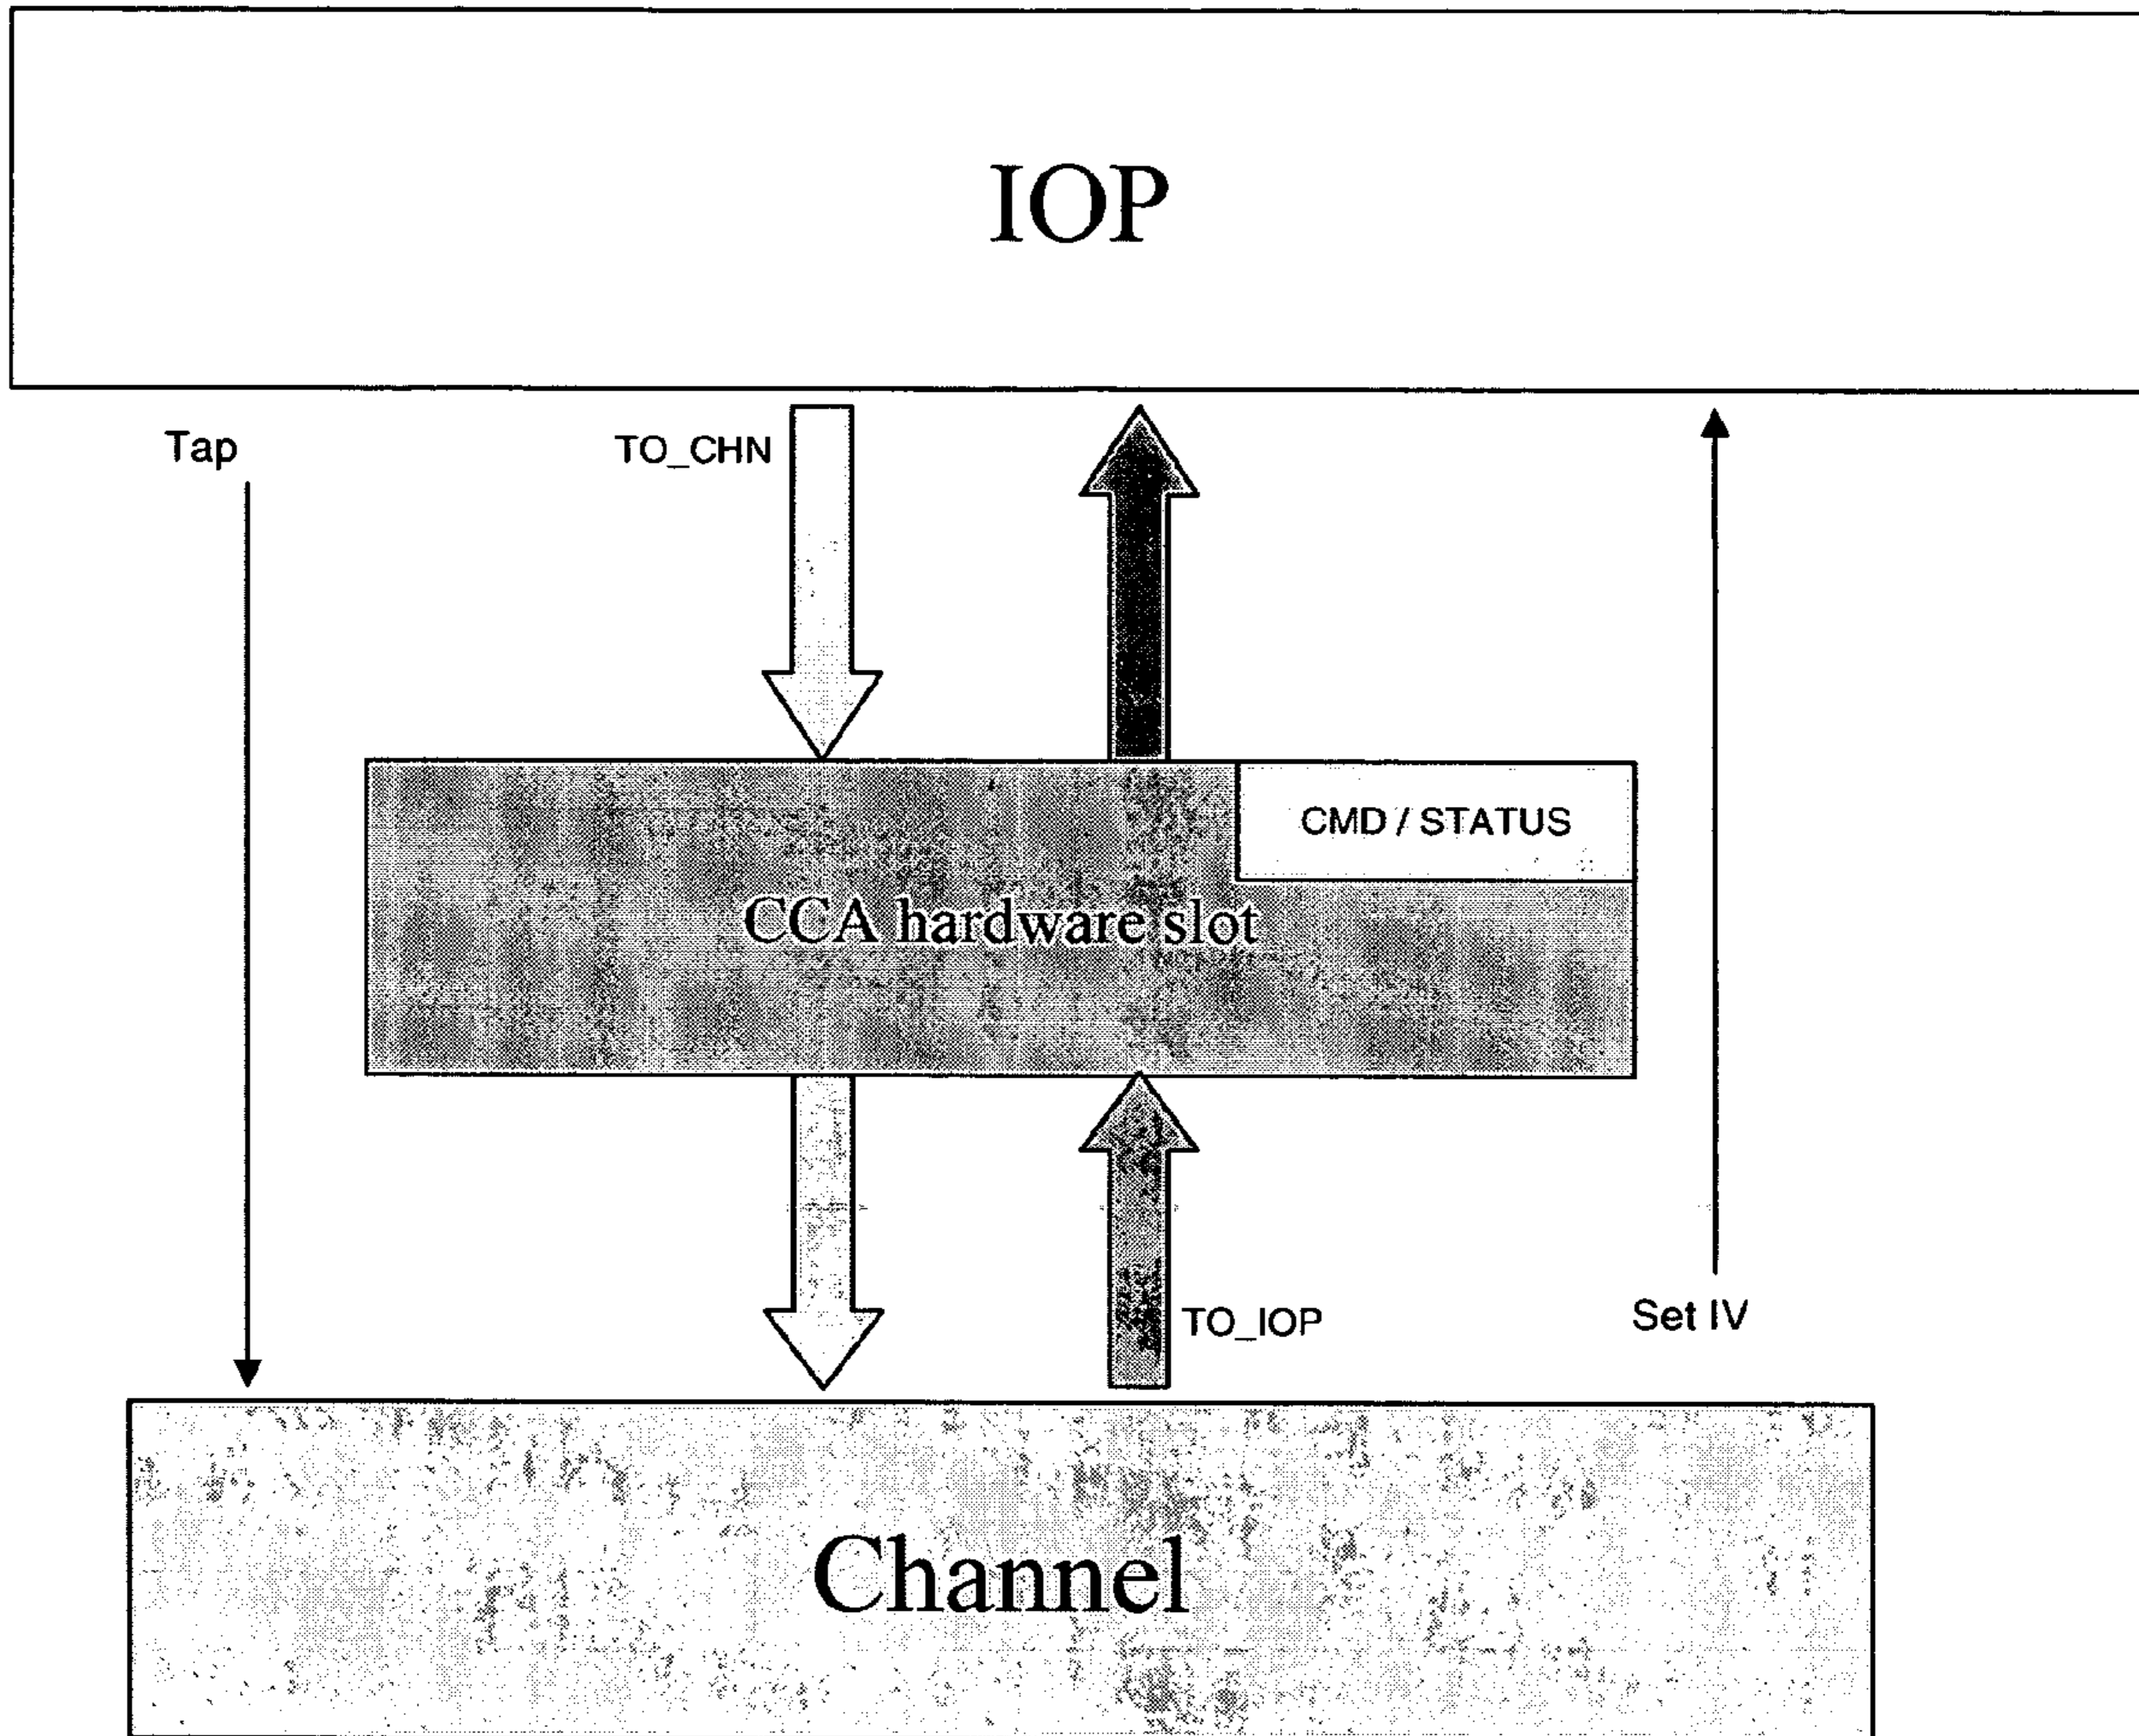 IOP
Tap
TO_CHN
CMD / STATUS
CCA hardware slot
TO_IOP
Set IV
Channel